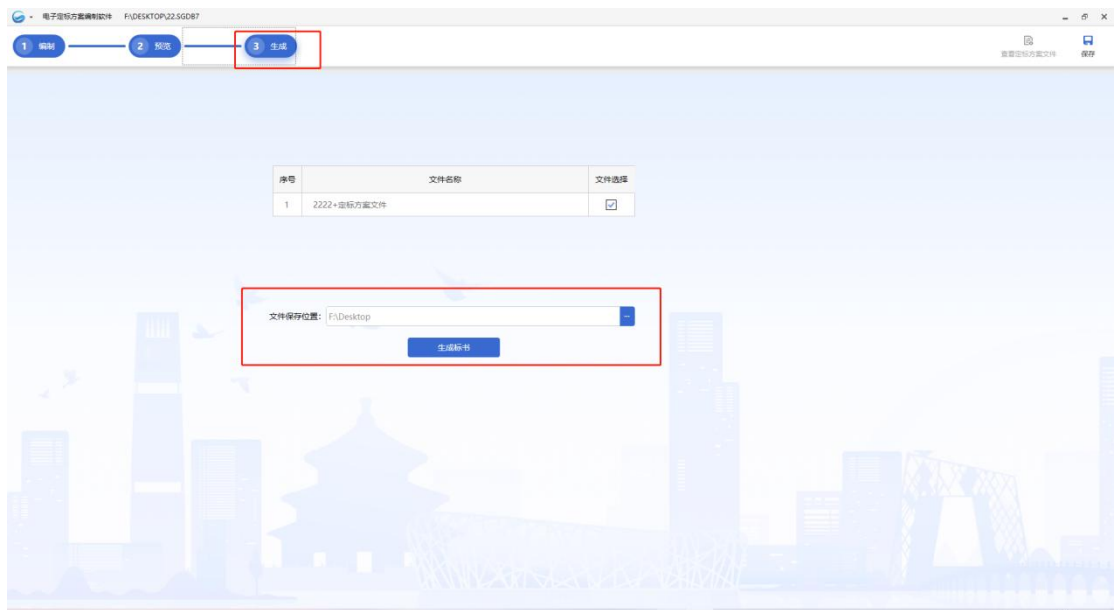 电子定标方案编制软件 F:\DESKTOP\22.SGDB7
1 编制 2 预览 3 生成
查看定标方案文件 保存
序号 文件名称 文件选择
1 2222+定标方案文件
文件保存位置: F:\Desktop ...
生成标书